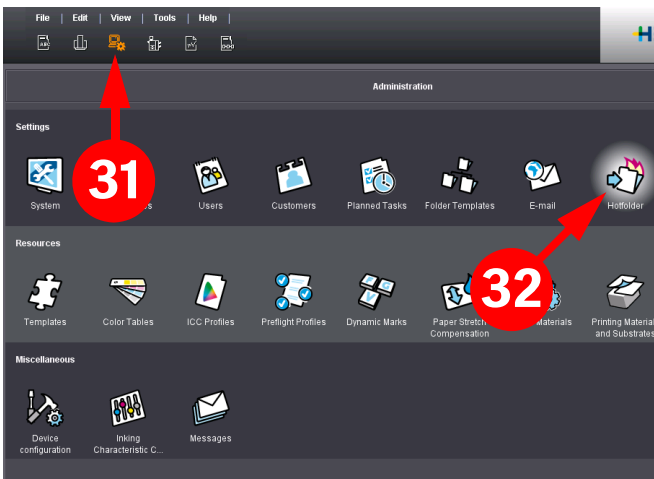 File | Edit | View | Tools | Help |
ABC
H
Administration
Settings
31
System
Users
Customers
Planned Tasks
Folder Templates
E-mail
Hotfolder
Resources
32
Templates
Color Tables
ICC Profiles
Preflight Profiles
Dynamic Marks
Paper Stretch
Compensation
Materials
Printing Material
and Substrates
Miscellaneous
Device
configuration
Inking
Characteristic C...
Messages